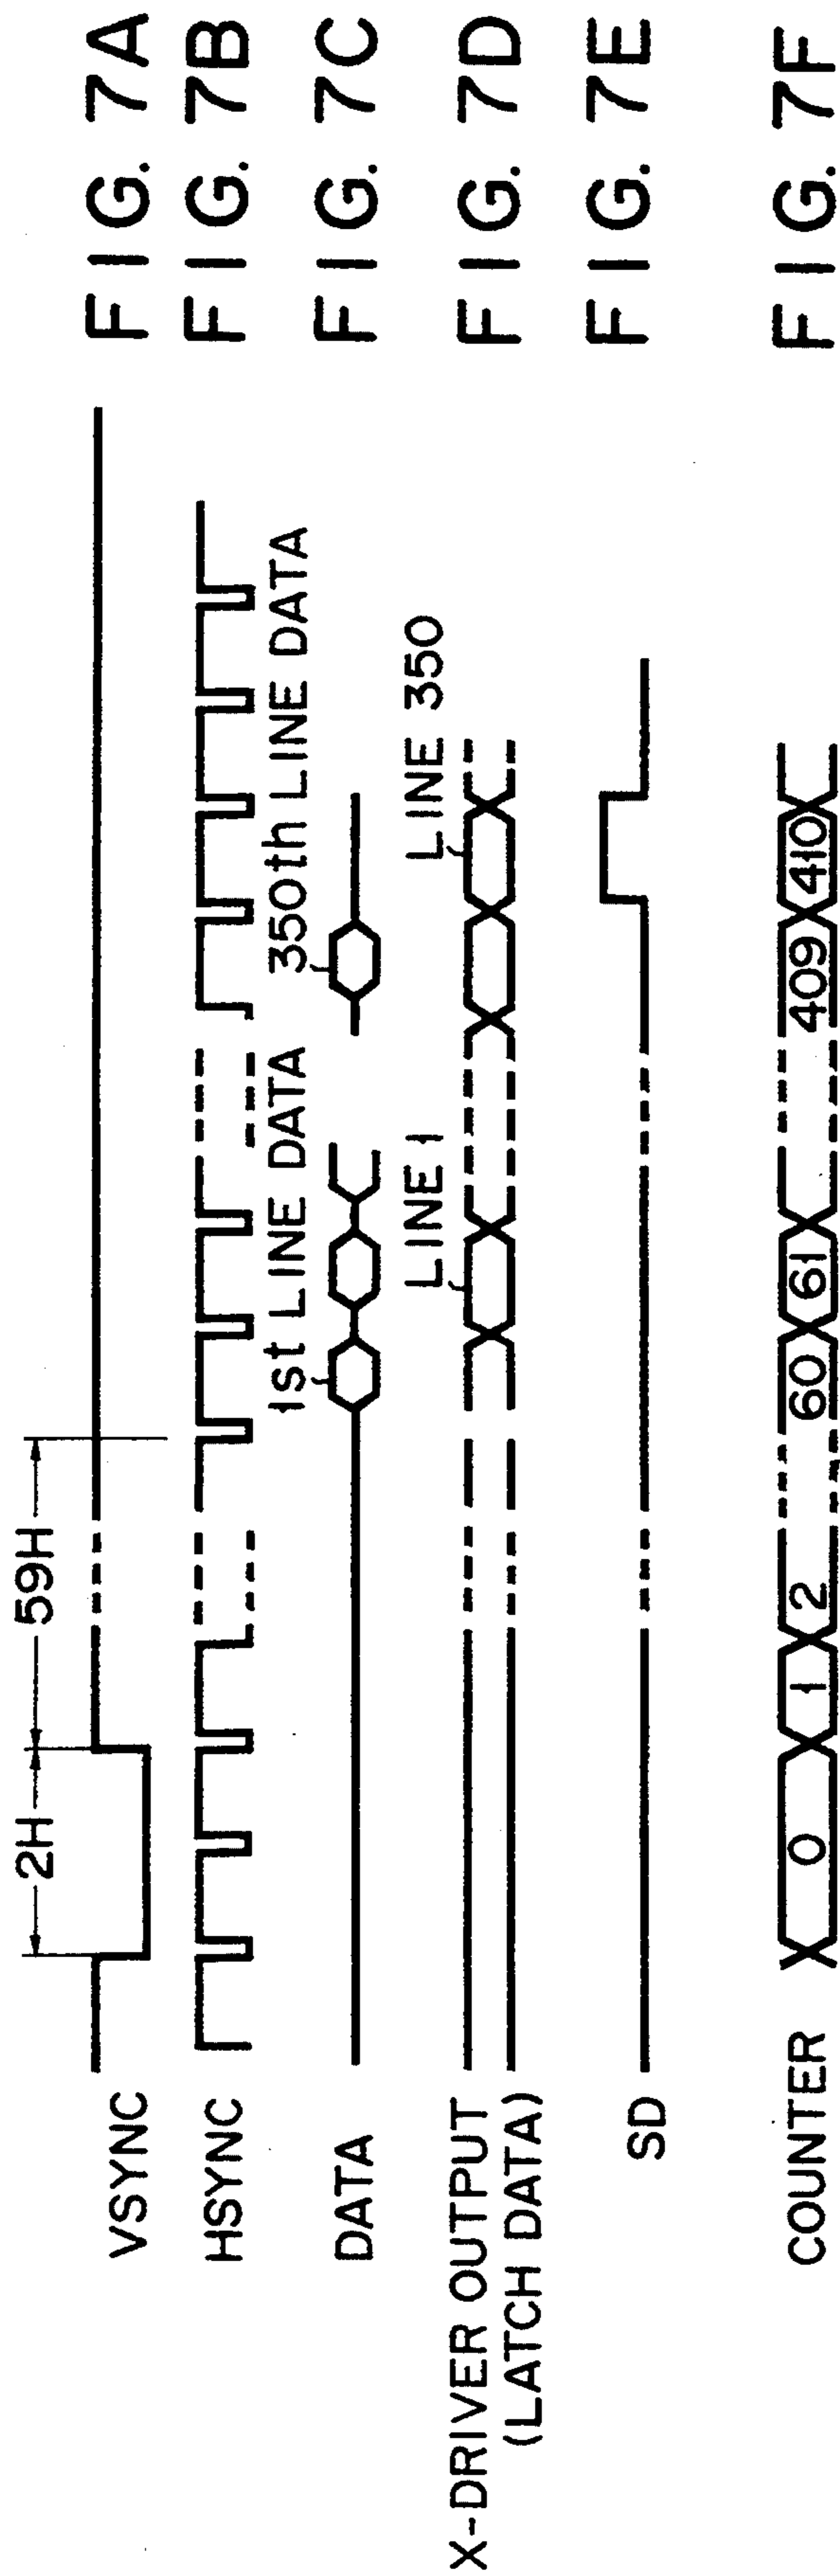 2H 59H
VSYNC FIG. 7A
HSYNC FIG. 7B
1st LINE DATA 350th LINE DATA
DATA FIG. 7C
LINE 1 LINE 350
X-DRIVER OUTPUT
(LATCH DATA) FIG. 7D
SD FIG. 7E
COUNTER 0 1 2 60 61 409 410 FIG. 7F